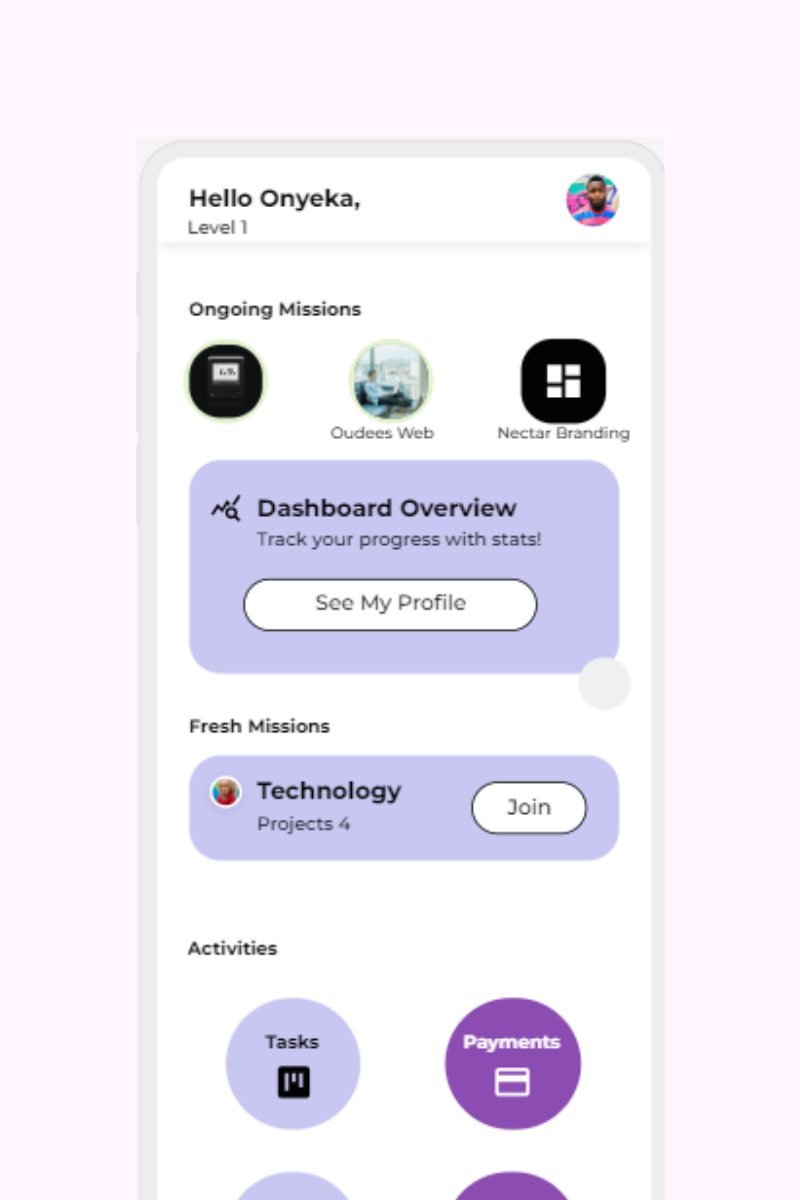 Hello Onyeka,
Level 1
Ongoing Missions
Oudees Web
Nectar Branding
Dashboard Overview
Track your progress with stats!
See My Profile
Fresh Missions
Technology
Projects 4
Join
Activities
Tasks
Payments